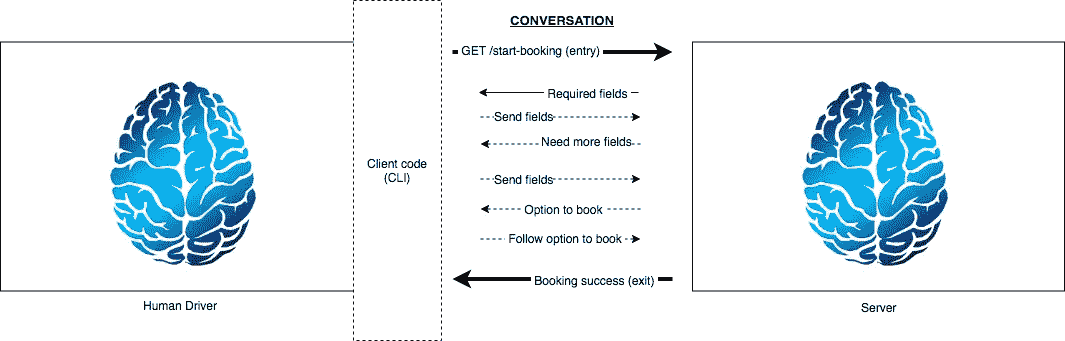 CONVERSATION
GET /start-booking (entry)
Required fields
Send fields
Need more fields
Client code
(CLI)
Send fields
Option to book
Follow option to book
Booking success (exit)
Human Driver
Server